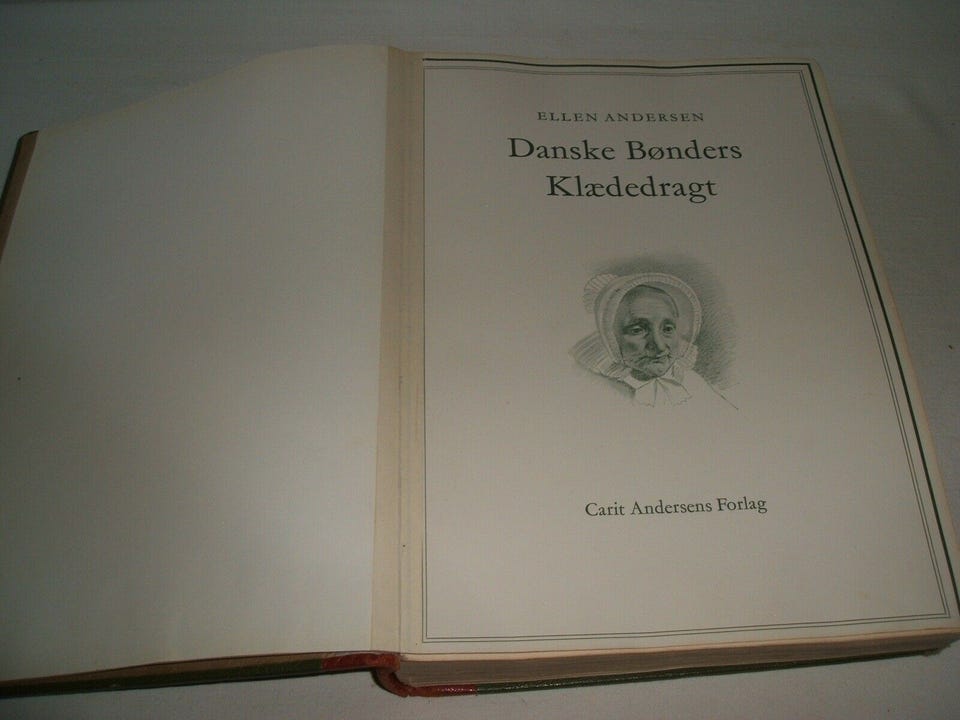 ELLEN ANDERSEN
Danske Bønders
Klædedragt
Carit Andersens Forlag